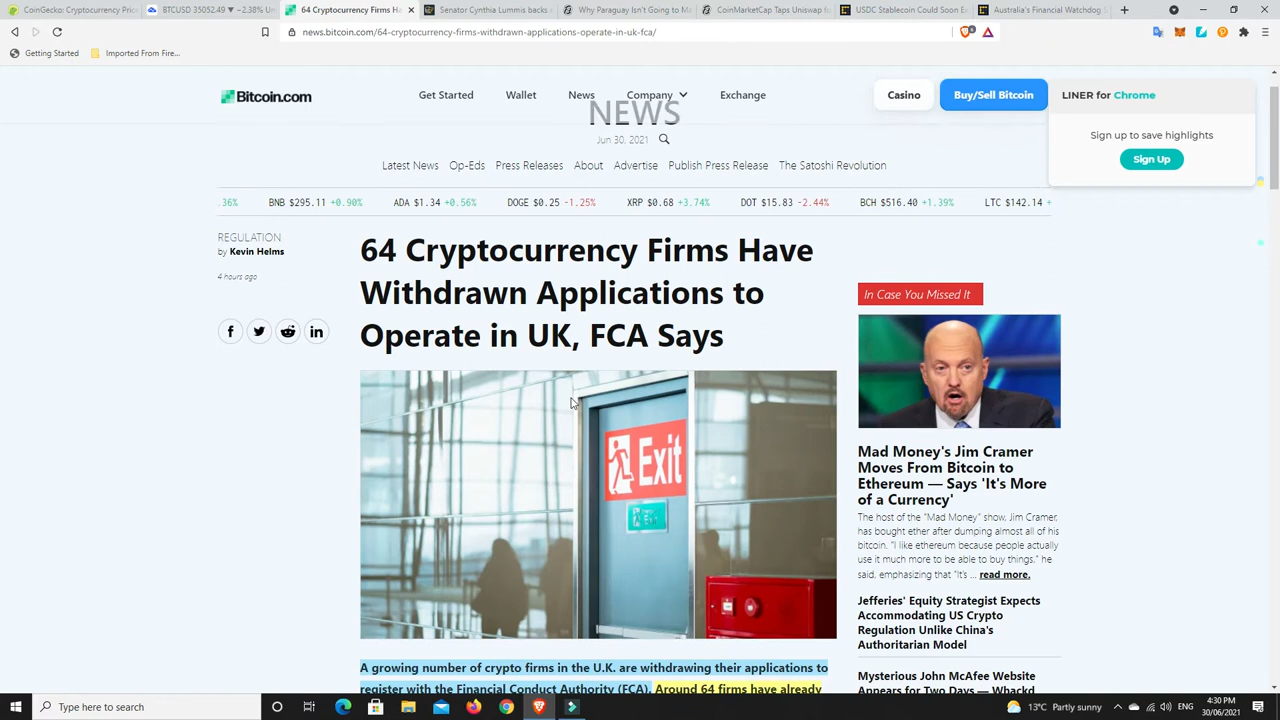 CoinGecko: Cryptocurrency Pric
BTCUSD 35052.49 ▼ −2.38% Un
64 Cryptocurrency Firms Ha
Senator Cynthia Lummis backs
Why Paraguay Isn't Going to Ma
CoinMarketCap Taps Uniswap fo
USDC Stablecoin Could Soon E
Australia's Financial Watchdog S
news.bitcoin.com/64-cryptocurrency-firms-withdrawn-applications-operate-in-uk-fca/
Getting Started
Imported From Fire...
Bitcoin.com
Get Started
Wallet
News
Company
Exchange
Casino
Buy/Sell Bitcoin
LINER for Chrome
Sign up to save highlights
Sign Up
NEWS
Jun 30, 2021
Latest News
Op-Eds
Press Releases
About
Advertise
Publish Press Release
The Satoshi Revolution
.36% BNB $295.11 +0.90% ADA $1.34 +0.56% DOGE $0.25 -1.25% XRP $0.68 +3.74% DOT $15.83 -2.44% BCH $516.40 +1.39% LTC $142.14 +
REGULATION
by Kevin Helms
4 hours ago
64 Cryptocurrency Firms Have
Withdrawn Applications to
Operate in UK, FCA Says
Exit
A growing number of crypto firms in the U.K. are withdrawing their applications to
register with the Financial Conduct Authority (FCA). Around 64 firms have already
In Case You Missed It
Mad Money's Jim Cramer
Moves From Bitcoin to
Ethereum — Says 'It's More
of a Currency'
The host of the "Mad Money" show, Jim Cramer,
has bought ether after dumping almost all of his
bitcoin. "I like ethereum because people actually
use it much more to be able to buy things," he
said, emphasizing that "It's ... read more.
Jefferies' Equity Strategist Expects
Accommodating US Crypto
Regulation Unlike China's
Authoritarian Model
Mysterious John McAfee Website
Appears for Two Days — Whackd
Type here to search
13°C Partly sunny
ENG
4:30 PM
30/06/2021